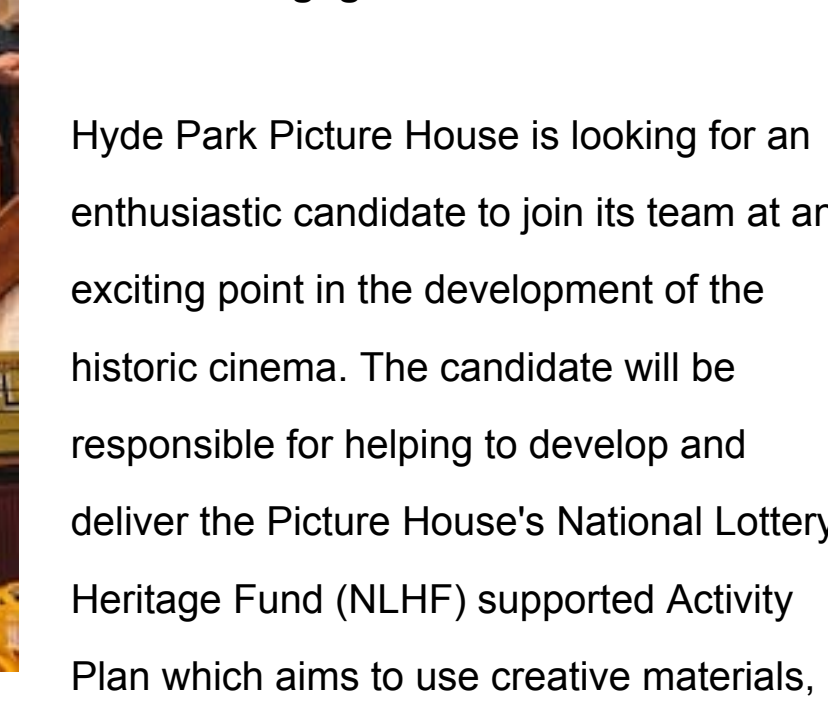 Hyde Park Picture House is looking for an
enthusiastic candidate to join its team at an
exciting point in the development of the
historic cinema. The candidate will be
responsible for helping to develop and
deliver the Picture House's National Lottery
Heritage Fund (NLHF) supported Activity
Plan which aims to use creative materials,